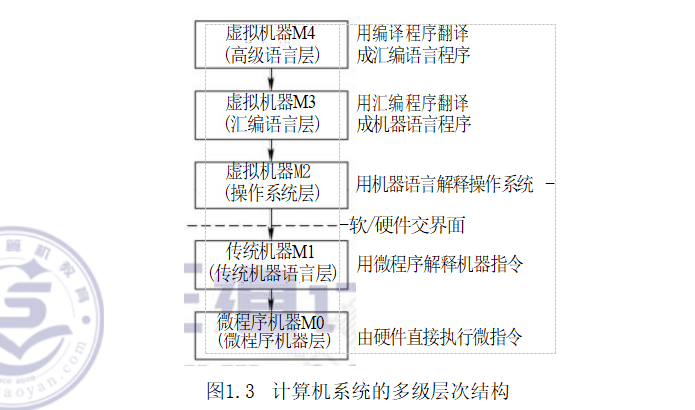 虚拟机器M4
(高级语言层)
用编译程序翻译
成汇编语言程序
虚拟机器M3
(汇编语言层)
用汇编程序翻译
成机器语言程序
虚拟机器M2
(操作系统层)
用机器语言解释操作系统
软/硬件交界面
传统机器M1
(传统机器语言层)
用微程序解释机器指令
微程序机器M0
(微程序机器层)
由硬件直接执行微指令
图1.3 计算机系统的多级层次结构